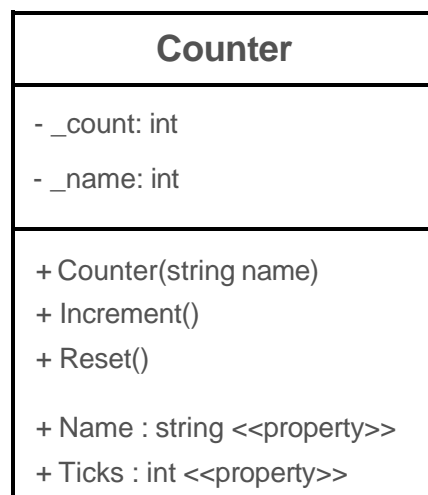 Counter
- _count: int
- _name: int
+ Counter(string name)
+ Increment()
+ Reset()
+ Name : string <<property>>
+ Ticks : int <<property>>